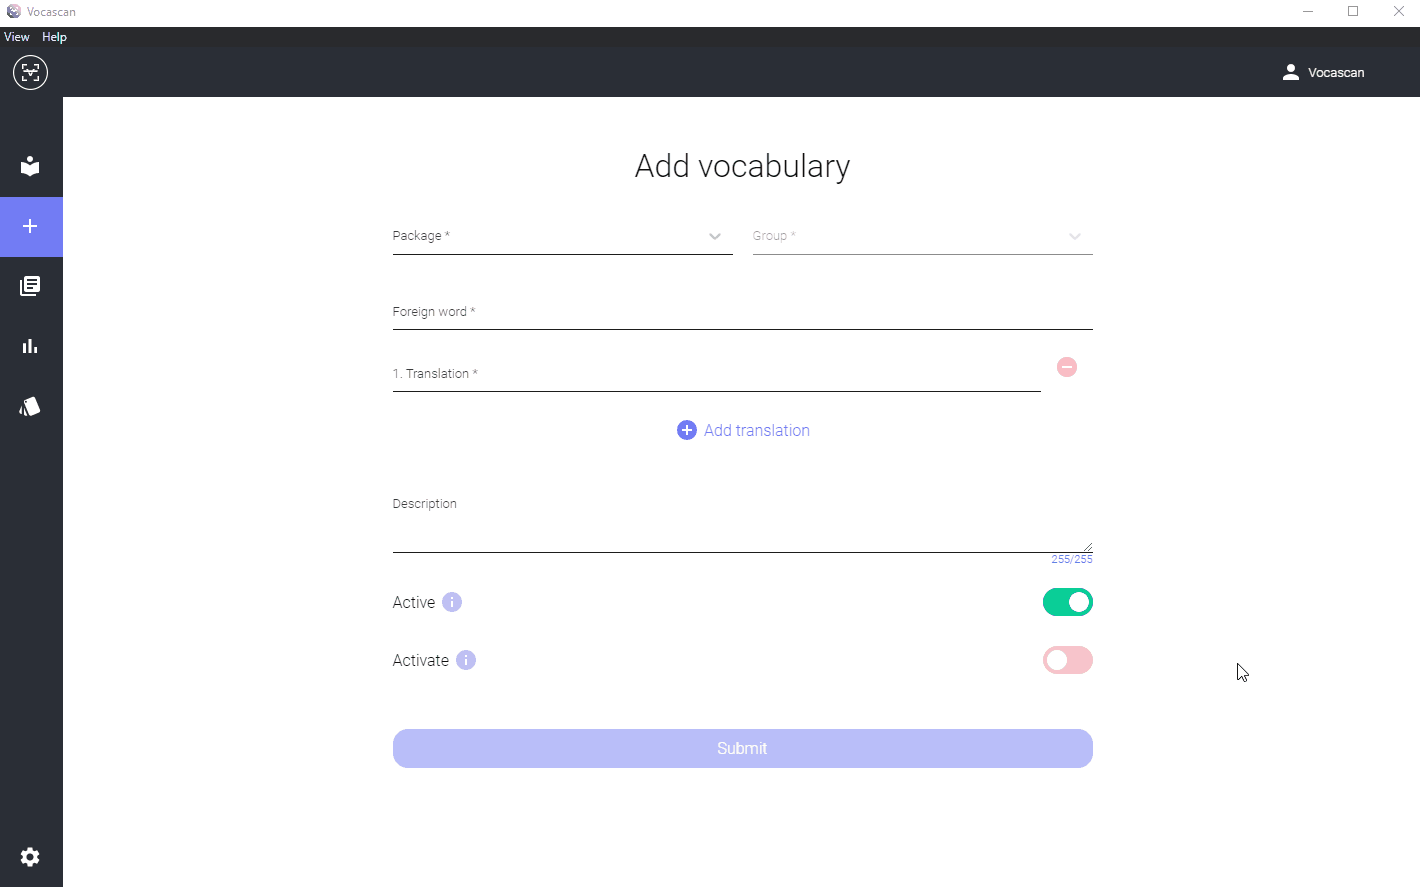 Vocascan
View Help
Vocascan
Add vocabulary
Package * Group *
Foreign word *
1. Translation *
Add translation
Description
255/255
Active i
Activate i
Submit